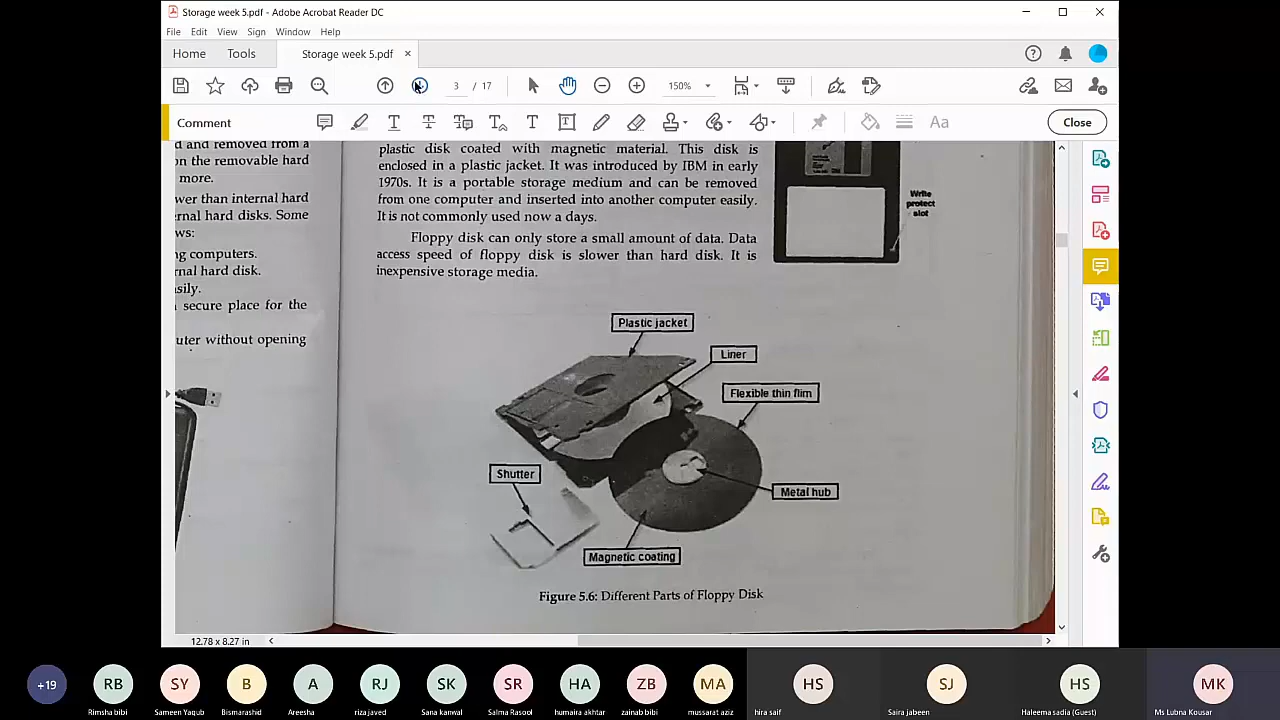 Storage week 5.pdf - Adobe Acrobat Reader DC
File Edit View Sign Window Help
Home Tools Storage week 5.pdf
3 / 17 150%
Comment Close
d and removed from a
on the removable hard
more.
wer than internal hard
ernal hard disks. Some
ws:
ng computers.
rnal hard disk.
asily.
secure place for the
uter without opening
plastic disk coated with magnetic material. This disk is
enclosed in a plastic jacket. It was introduced by IBM in early
1970s. It is a portable storage medium and can be removed
from one computer and inserted into another computer easily.
It is not commonly used now a days.
Floppy disk can only store a small amount of data. Data
access speed of floppy disk is slower than hard disk. It is
inexpensive storage media.
Write
protect
slot
Plastic jacket
Liner
Flexible thin flim
Shutter
Metal hub
Magnetic coating
Figure 5.6: Different Parts of Floppy Disk
12.78 x 8.27 in
+19 RB SY B A RJ SK SR HA ZB MA HS SJ HS MK
Rimsha bibi Sameen Yaqub Bismarashid Areesha riza javed Sana kanwal Salma Rasool humaira akhtar zainab bibi mussarat aziz hira saif Saira jabeen Haleema sadia (Guest) Ms Lubna Kousar